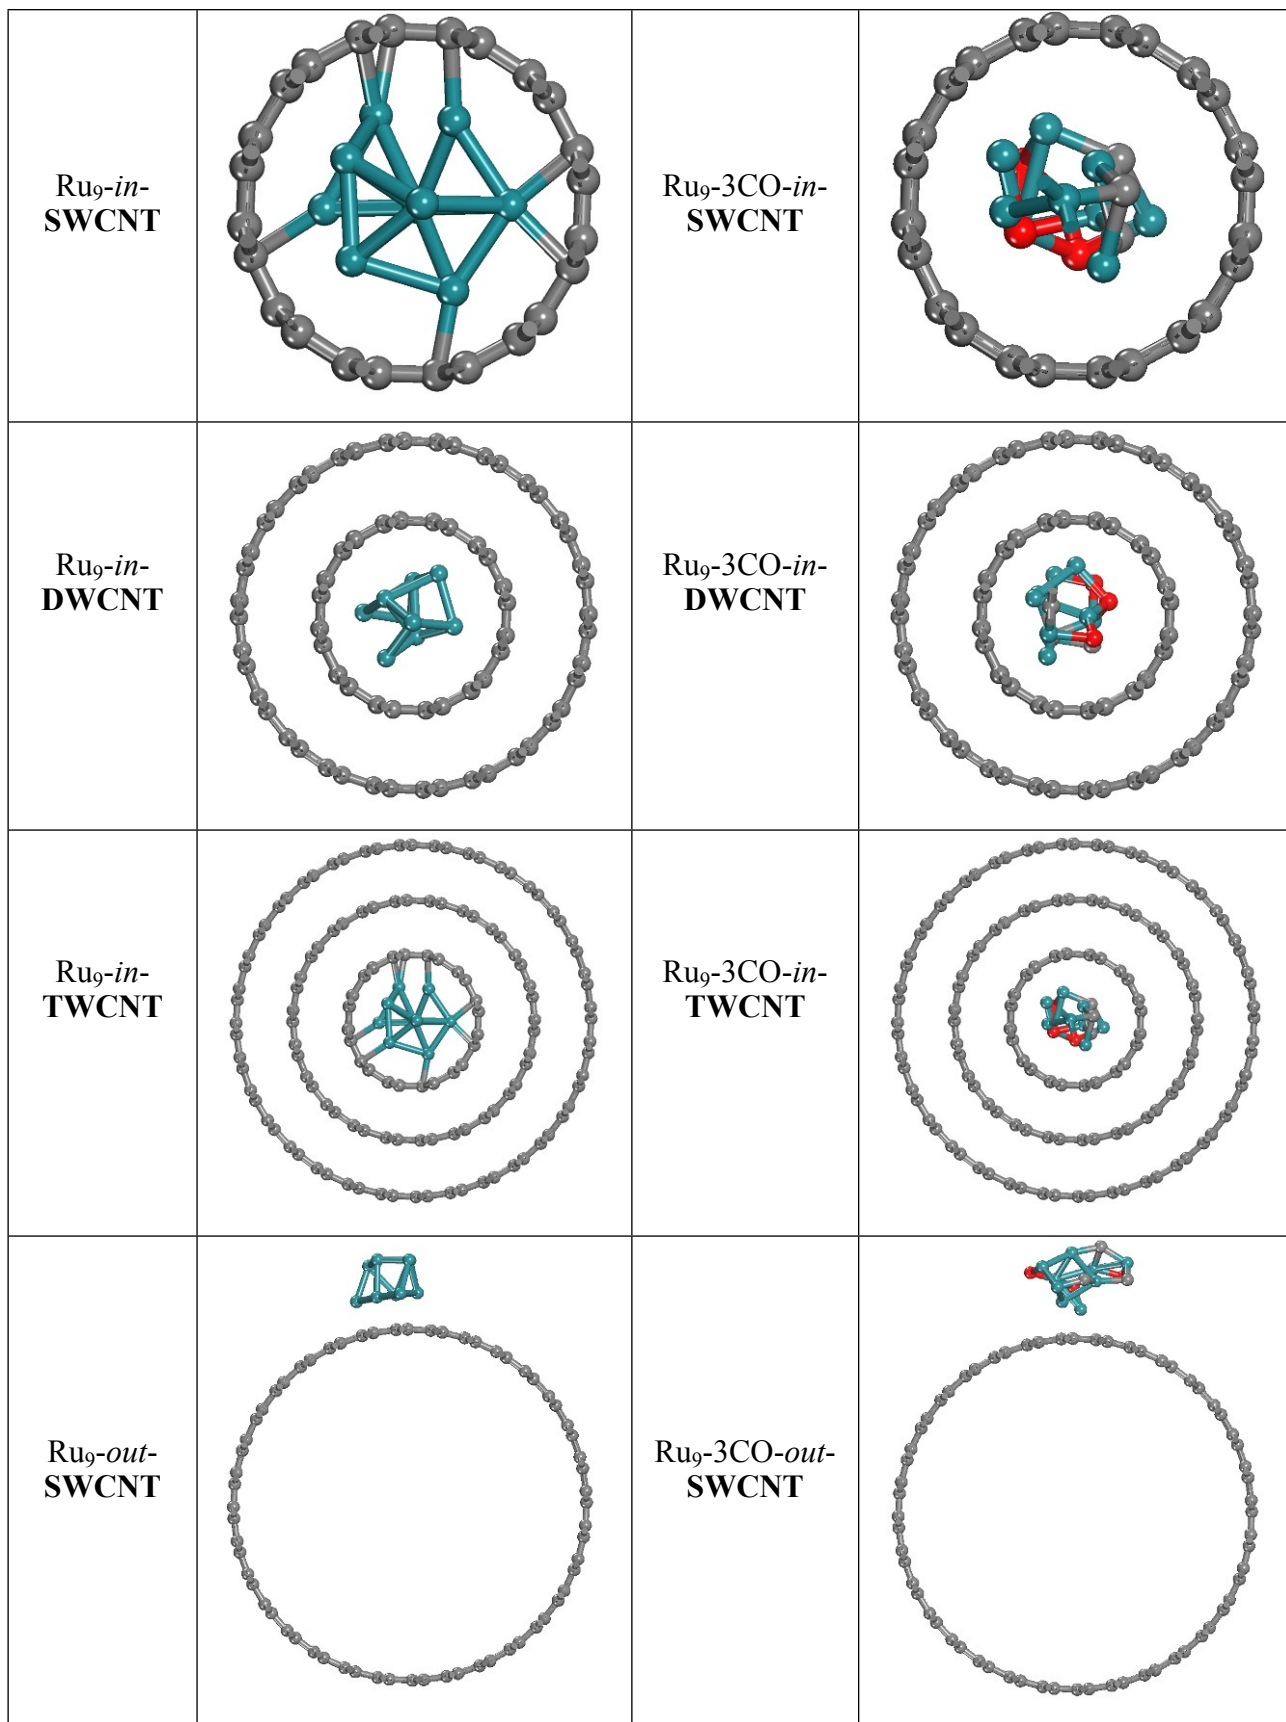 Ru₉-in-
SWCNT
Ru₉-3CO-in-
SWCNT
Ru₉-in-
DWCNT
Ru₉-3CO-in-
DWCNT
Ru₉-in-
TWCNT
Ru₉-3CO-in-
TWCNT
Ru₉-out-
SWCNT
Ru₉-3CO-out-
SWCNT